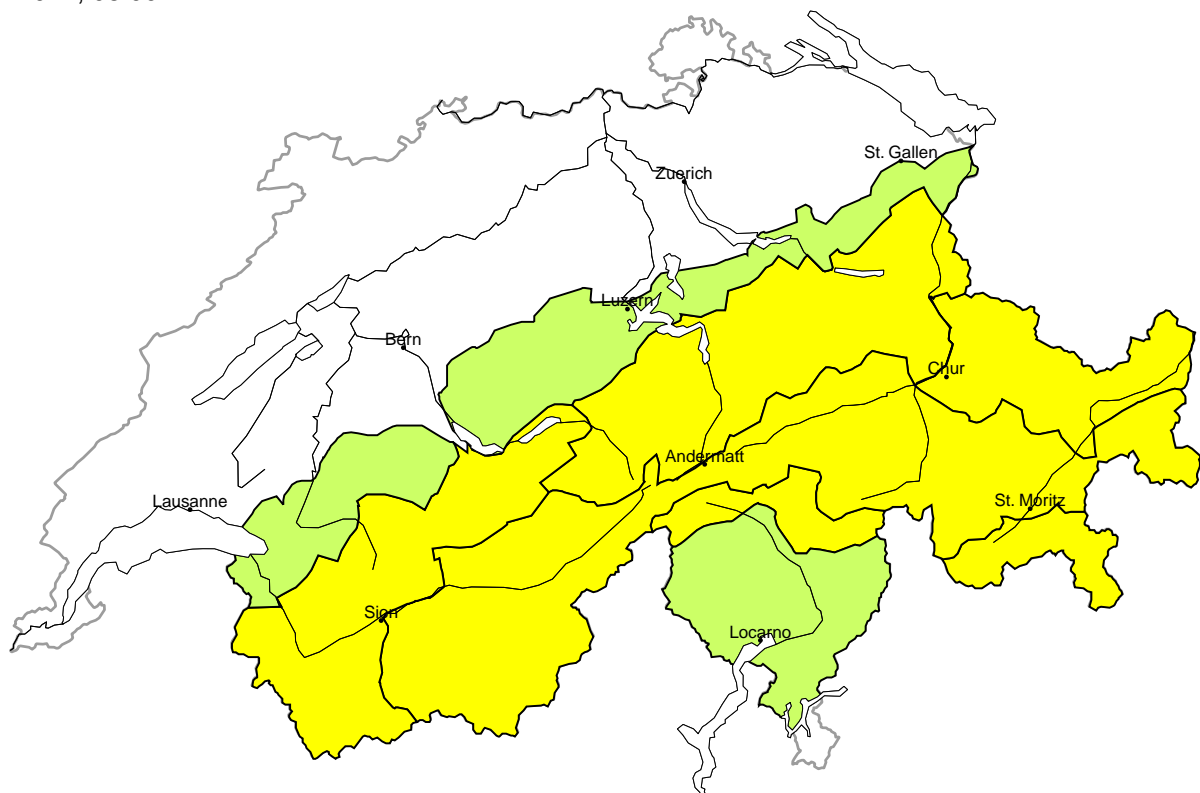 St. Gallen
Zuerich
Luzern
Bern
Chur
Andermatt
Lausanne
St. Moritz
Sion
Locarno